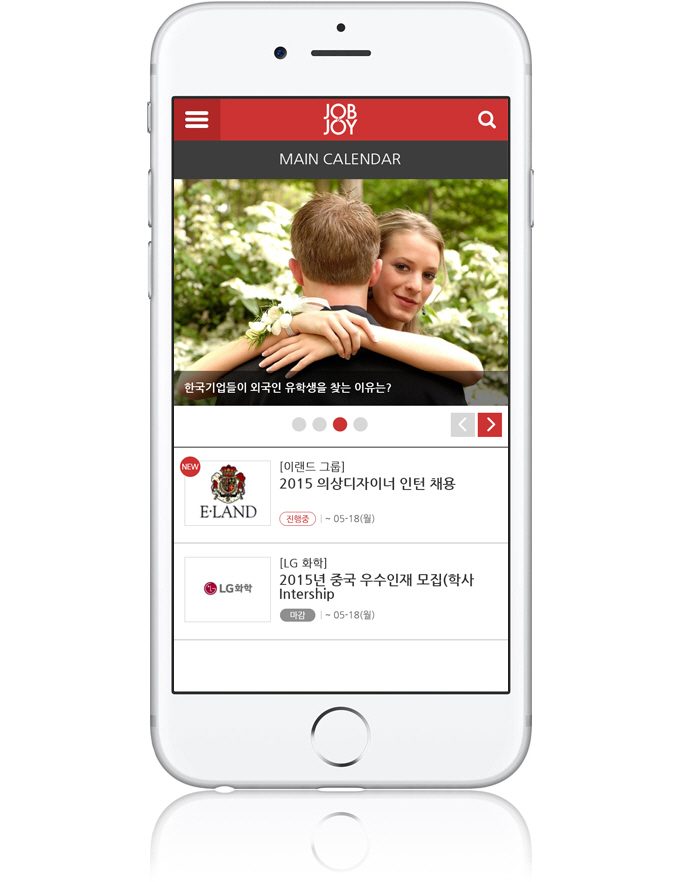 JOB
JOY
MAIN CALENDAR
한국기업들이 외국인 유학생을 찾는 이유는?
NEW
E·LAND
[이랜드 그룹]
2015 의상디자이너 인턴 채용
진행중 | ~ 05-18(월)
LG화학
[LG 화학]
2015년 중국 우수인재 모집(학사
Intership
마감 | ~ 05-18(월)